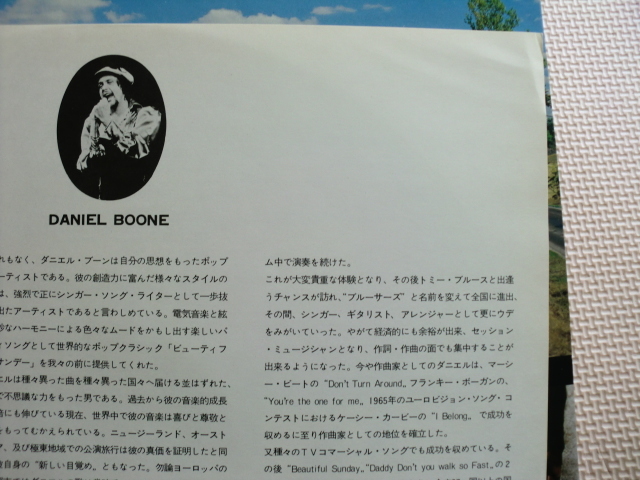 DANIEL BOONE
れもなく、ダニエル・ブーンは自分の思想をもったポップ
ーティストである。彼の創造力に富んだ様々なスタイルの
は、強烈で正にシンガー・ソング・ライターとして一歩抜
出たアーティストであると言わしめている。電気音楽と絃
妙なハーモニーによる色々なムードをかもし出す楽しいバ
ィソングとして世界的なポップクラシック「ビューティフ
サンデー」を我々の前に提供してくれた。
エルは種々異った曲を種々異った国々へ届ける並はずれた、
で不思議な力をもった男である。過去から彼の音楽的成長
音にも伸びている現在、世界中で彼の音楽は喜びと尊敬と
をもってむかえられている。ニュージーランド、オースト
ア、及び極東地域での公演旅行は彼の真価を証明したと同
自身の“新しい目覚め”ともなった。勿論ヨーロッパの
ム中で演奏を続けた。
これが大変貴重な体験となり、その後トミー・ブルースと出逢
うチャンスが訪れ、“ブルーサーズ”と名前を変えて全国に進出、
その間、シンガー、ギタリスト、アレンジャーとして更にウデ
をみがいていった。やがて経済的にも余裕が出来、セッション
・ミュージシャンとなり、作詞・作曲の面でも集中することが
出来るようになった。今や作曲家としてのダニエルは、マーシ
ー・ビートの“Don't Turn Around”、フランキー・ボーガンの、
“You're the one for me”、1965年のユーロビジョン・ソング・コ
ンテストにおけるケーシー・カービーの“I Belong”で成功を
収めるに至り作曲家としての地位を確立した。
又種々のTVコマーシャル・ソングでも成功を収めている。そ
の後“Beautiful Sunday”、“Daddy Don't you walk so Fast”の2